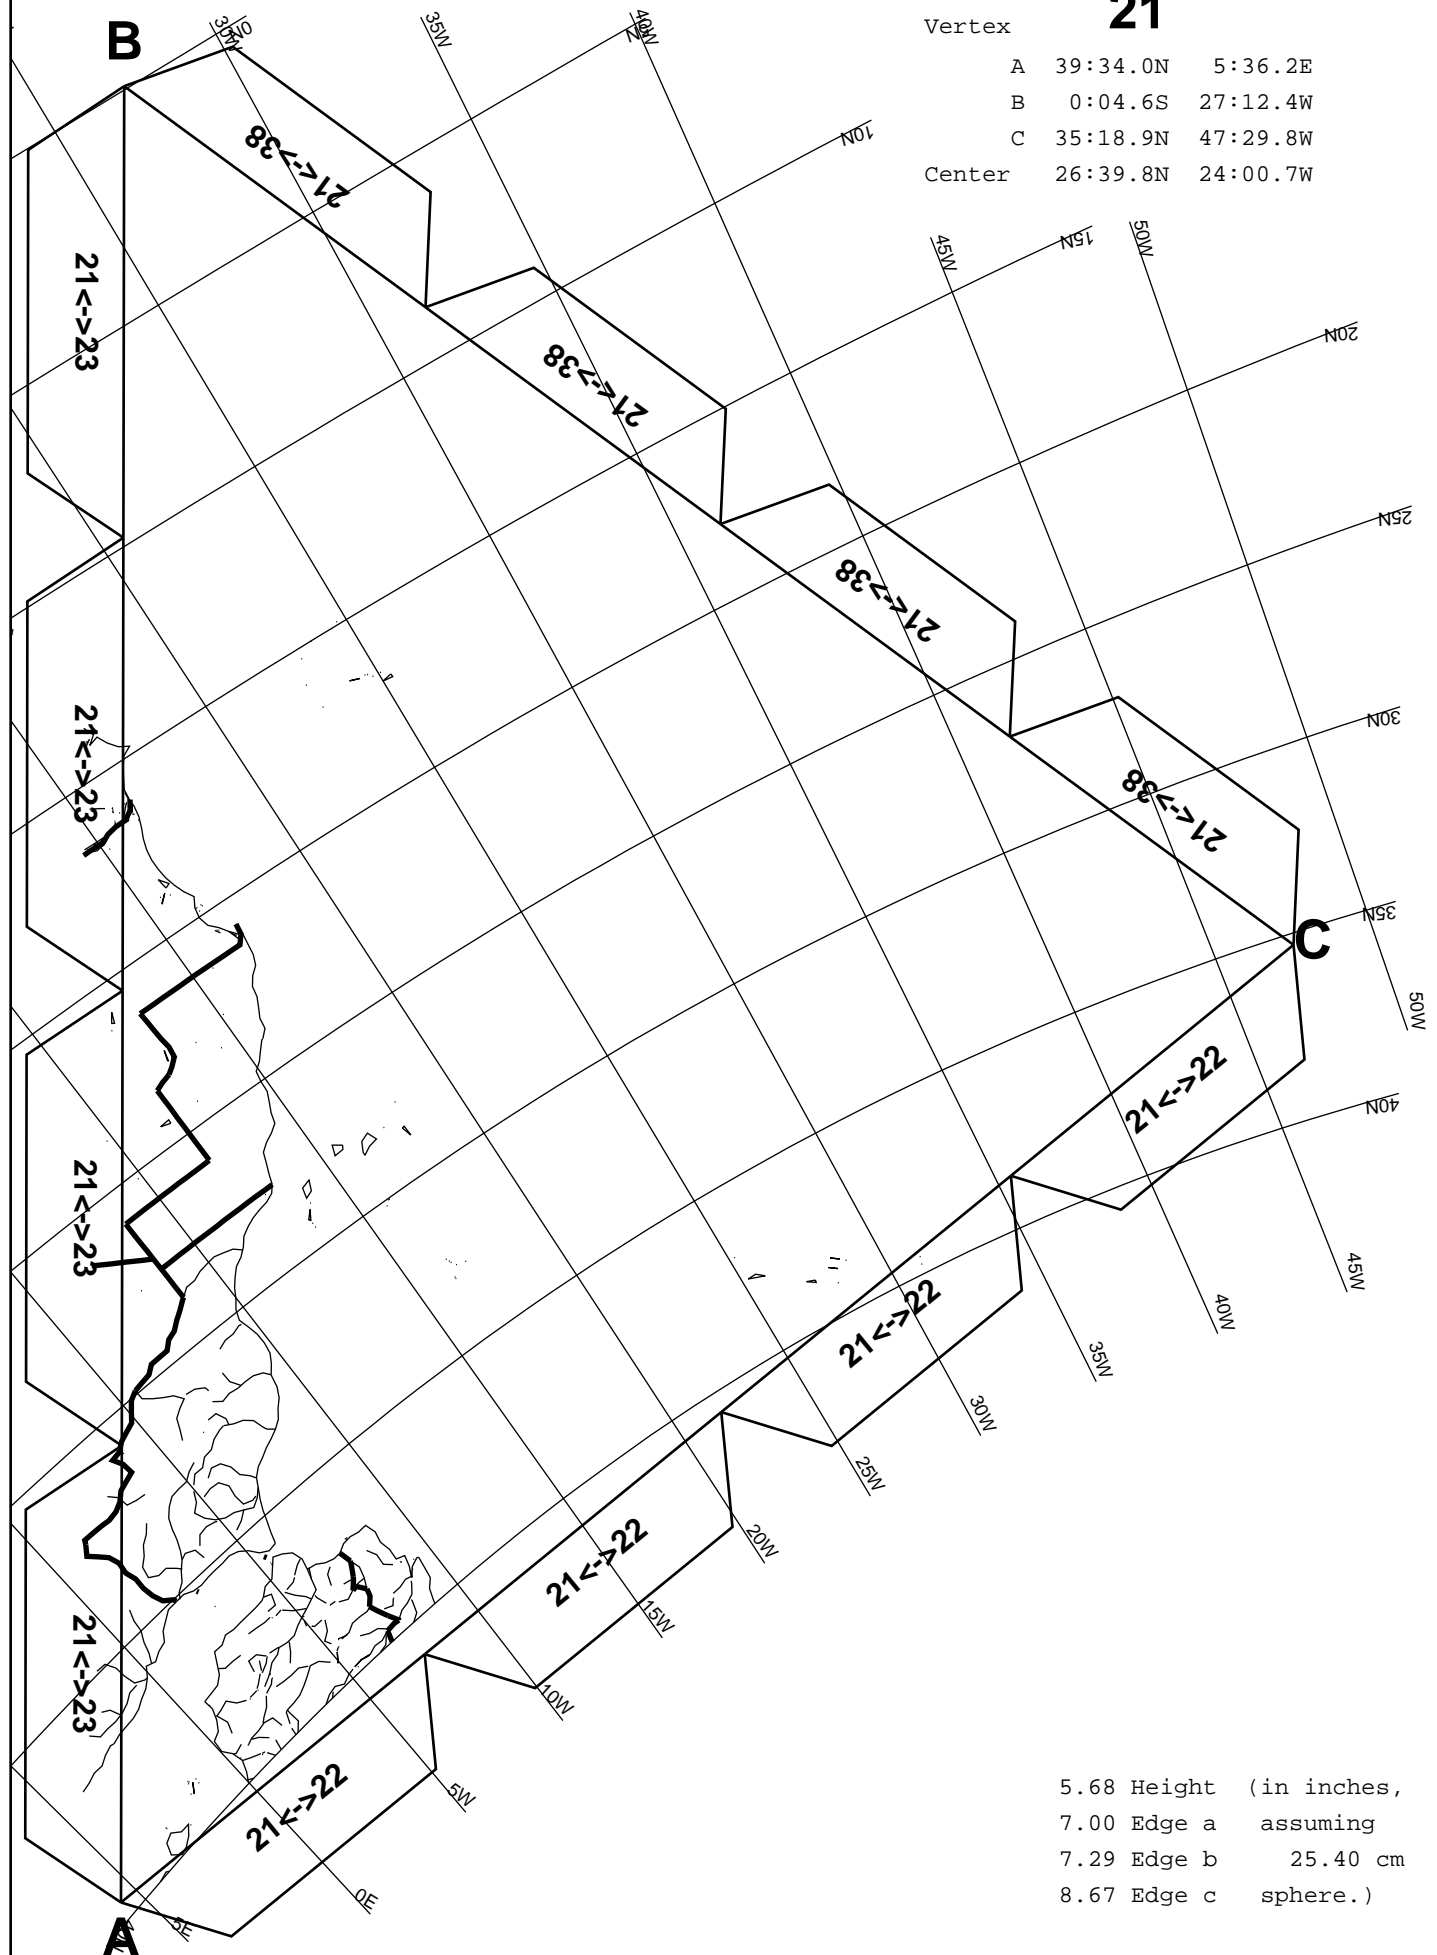 21
Vertex
A 39:34.0N 5:36.2E
B 0:04.6S 27:12.4W
C 35:18.9N 47:29.8W
Center 26:39.8N 24:00.7W
B
30W
35W
40W
10N
15N
45W
50W
20N
25N
30N
35N
40N
21<->38
21<->38
21<->38
21<->38
21<->23
21<->23
21<->23
21<->23
C
50W
45W
40W
35W
30W
25W
20W
15W
10W
5W
0E
5E
21<->22
21<->22
21<->22
21<->22
21<->22
A
5.68 Height (in inches,
7.00 Edge a assuming
7.29 Edge b 25.40 cm
8.67 Edge c sphere.)